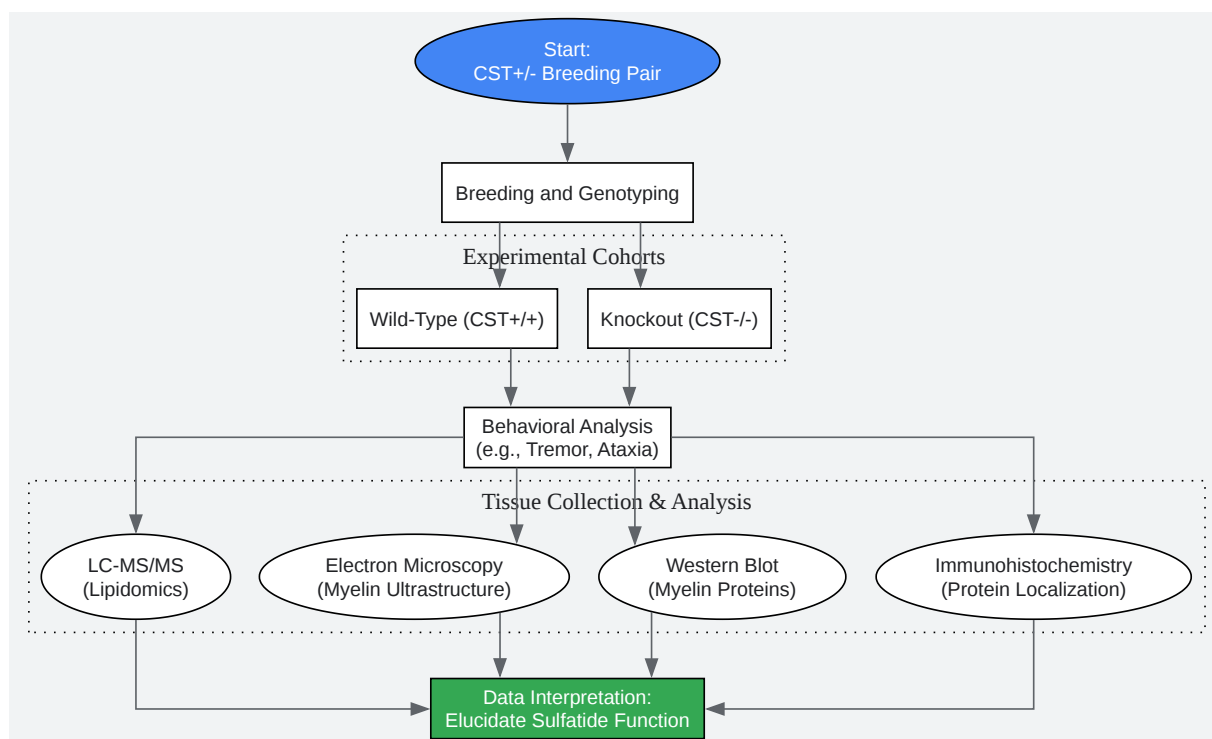 Start:
CST+/- Breeding Pair
Breeding and Genotyping
Experimental Cohorts
Wild-Type (CST+/+)
Knockout (CST-/-)
Behavioral Analysis
(e.g., Tremor, Ataxia)
Tissue Collection & Analysis
LC-MS/MS
(Lipidomics)
Electron Microscopy
(Myelin Ultrastructure)
Western Blot
(Myelin Proteins)
Immunohistochemistry
(Protein Localization)
Data Interpretation:
Elucidate Sulfatide Function